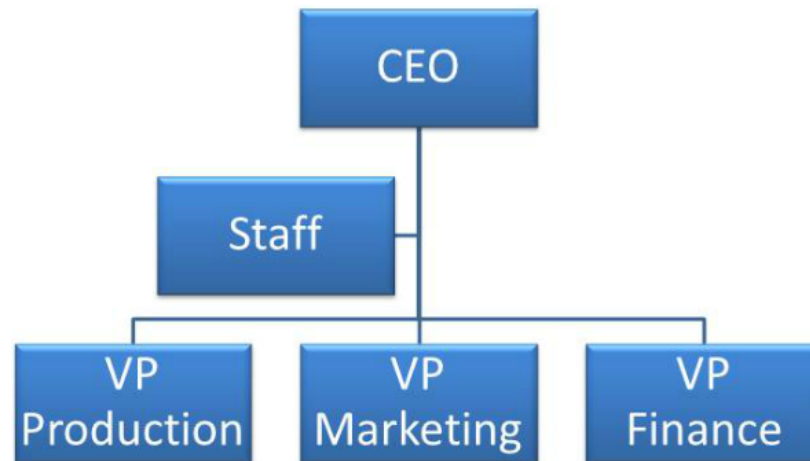 CEO
Staff
VP
Production
VP
Marketing
VP
Finance